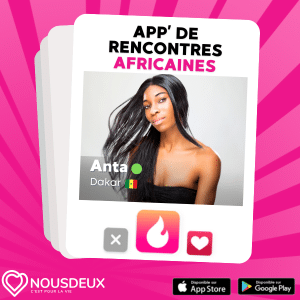 APP' DE
RENCONTRES
AFRICAINES
Anta
Dakar
NOUSDEUX
C'EST POUR LA VIE
Disponible sur
App Store
Disponible sur
Google Play